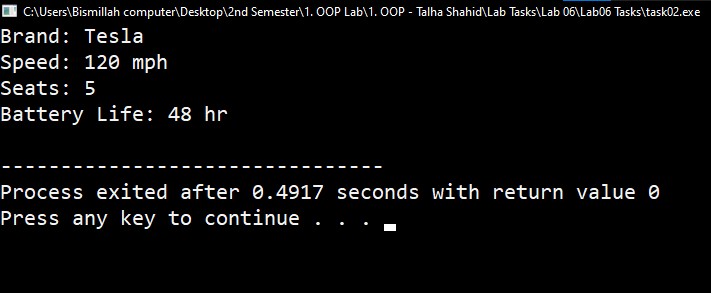 C:\Users\Bismillah computer\Desktop\2nd Semester\1. OOP Lab\1. OOP - Talha Shahid\Lab Tasks\Lab 06\Lab06 Tasks\task02.exe
Brand: Tesla
Speed: 120 mph
Seats: 5
Battery Life: 48 hr
--------------------------------
Process exited after 0.4917 seconds with return value 0
Press any key to continue . . .